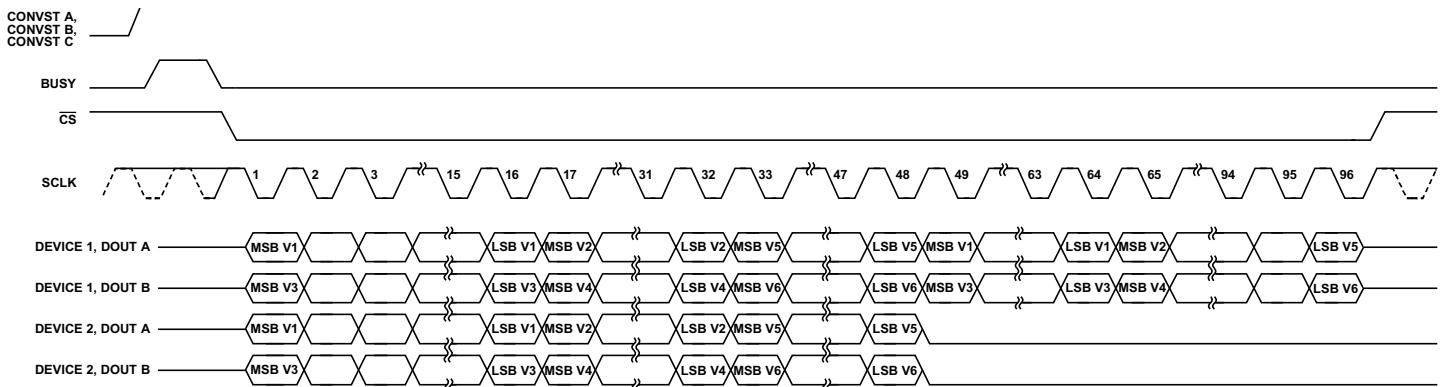 CONVST A,
CONVST B,
CONVST C
BUSY
CS
SCLK
1 2 3 15 16 17 31 32 33 47 48 49 63 64 65 94 95 96
DEVICE 1, DOUT A
MSB V1 LSB V1 MSB V2 LSB V2 MSB V5 LSB V5 MSB V1 LSB V1 MSB V2 LSB V5
DEVICE 1, DOUT B
MSB V3 LSB V3 MSB V4 LSB V4 MSB V6 LSB V6 MSB V3 LSB V3 MSB V4 LSB V6
DEVICE 2, DOUT A
MSB V1 LSB V1 MSB V2 LSB V2 MSB V5 LSB V5
DEVICE 2, DOUT B
MSB V3 LSB V3 MSB V4 LSB V4 MSB V6 LSB V6